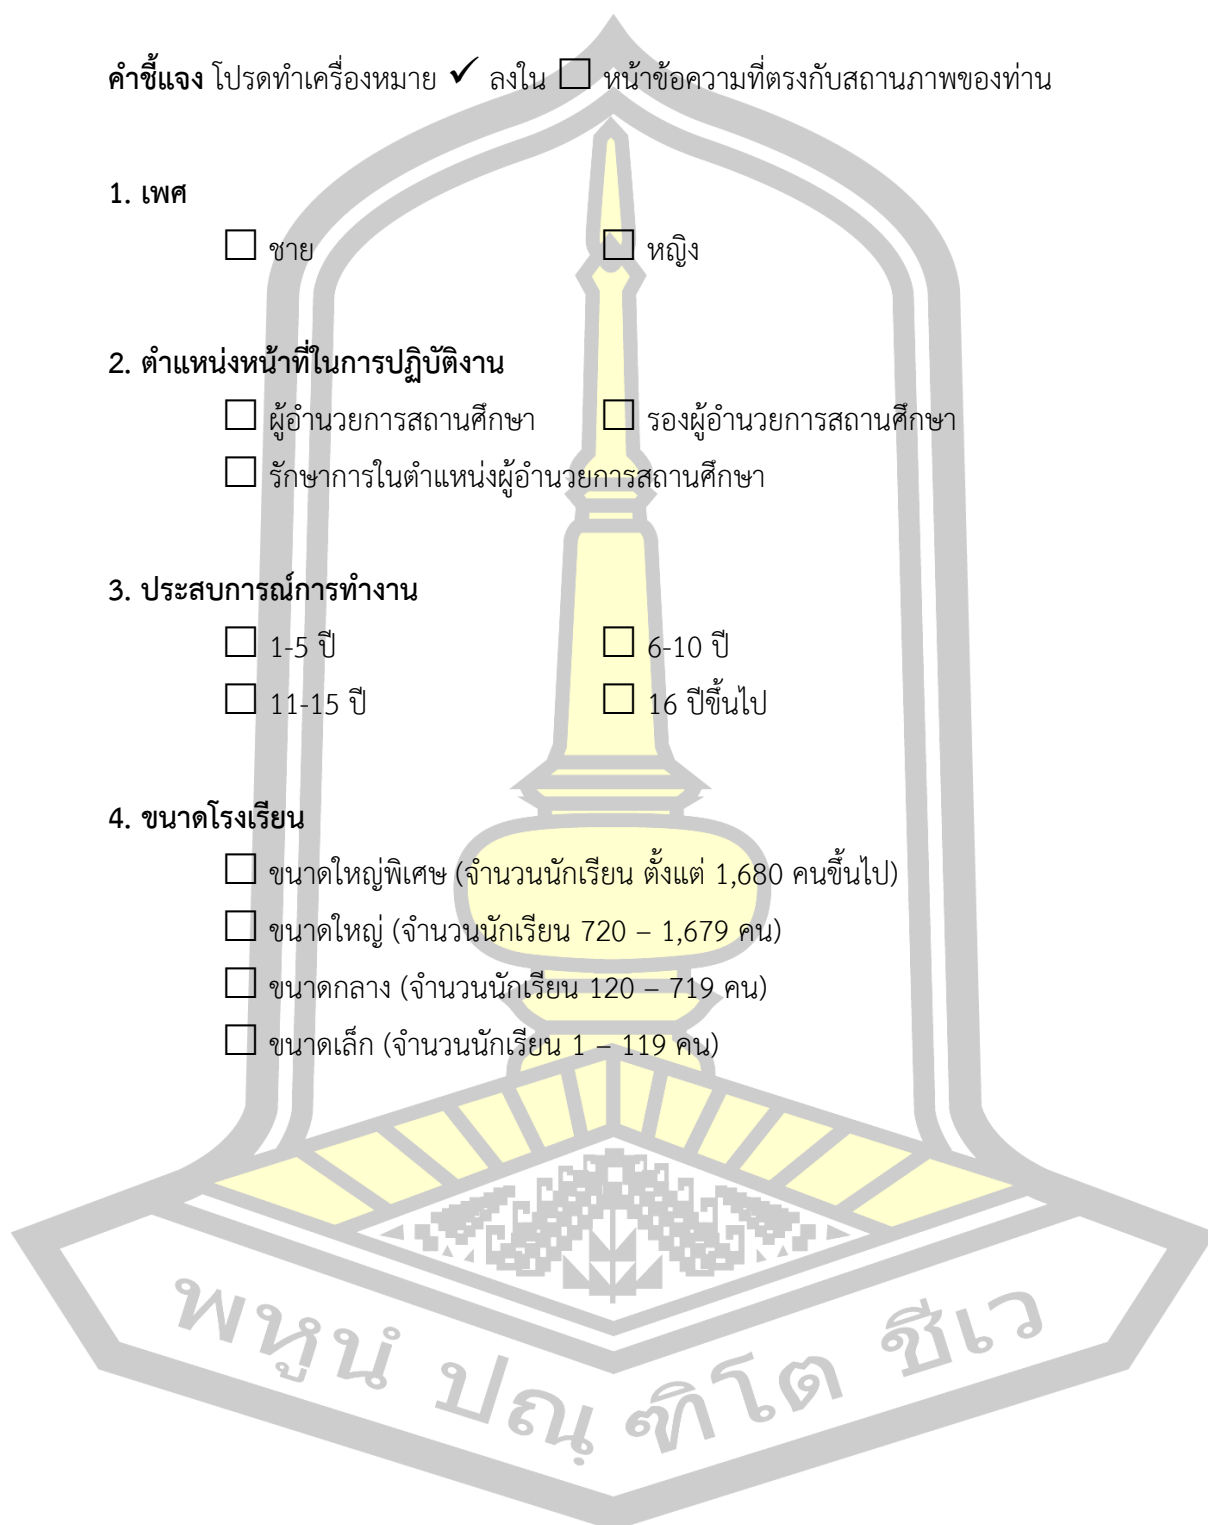 คำชี้แจง โปรดทำเครื่องหมาย ✓ ลงใน ☐ หน้าข้อความที่ตรงกับสถานภาพของท่าน
1. เพศ
☐ ชาย ☐ หญิง
2. ตำแหน่งหน้าที่ในการปฏิบัติงาน
☐ ผู้อำนวยการสถานศึกษา ☐ รองผู้อำนวยการสถานศึกษา
☐ รักษาการในตำแหน่งผู้อำนวยการสถานศึกษา
3. ประสบการณ์การทำงาน
☐ 1-5 ปี ☐ 6-10 ปี
☐ 11-15 ปี ☐ 16 ปีขึ้นไป
4. ขนาดโรงเรียน
☐ ขนาดใหญ่พิเศษ (จำนวนนักเรียน ตั้งแต่ 1,680 คนขึ้นไป)
☐ ขนาดใหญ่ (จำนวนนักเรียน 720 – 1,679 คน)
☐ ขนาดกลาง (จำนวนนักเรียน 120 – 719 คน)
☐ ขนาดเล็ก (จำนวนนักเรียน 1 – 119 คน)
พหูนํ ปณฺฑิโต ชีเว